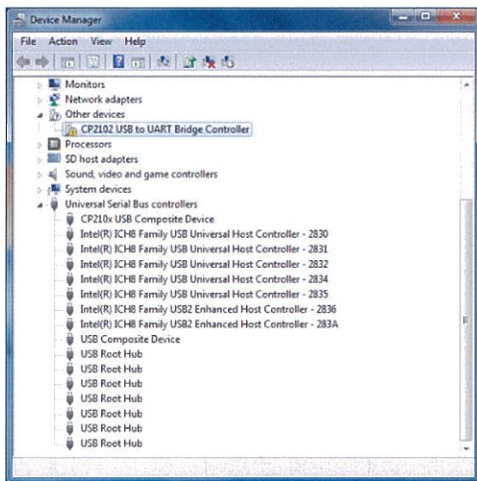 Device Manager
File Action View Help
Monitors
Network adapters
Other devices
CP2102 USB to UART Bridge Controller
Processors
SD host adapters
Sound, video and game controllers
System devices
Universal Serial Bus controllers
CP210x USB Composite Device
Intel(R) ICH8 Family USB Universal Host Controller - 2830
Intel(R) ICH8 Family USB Universal Host Controller - 2831
Intel(R) ICH8 Family USB Universal Host Controller - 2832
Intel(R) ICH8 Family USB Universal Host Controller - 2834
Intel(R) ICH8 Family USB Universal Host Controller - 2835
Intel(R) ICH8 Family USB2 Enhanced Host Controller - 2836
Intel(R) ICH8 Family USB2 Enhanced Host Controller - 283A
USB Composite Device
USB Root Hub
USB Root Hub
USB Root Hub
USB Root Hub
USB Root Hub
USB Root Hub
USB Root Hub